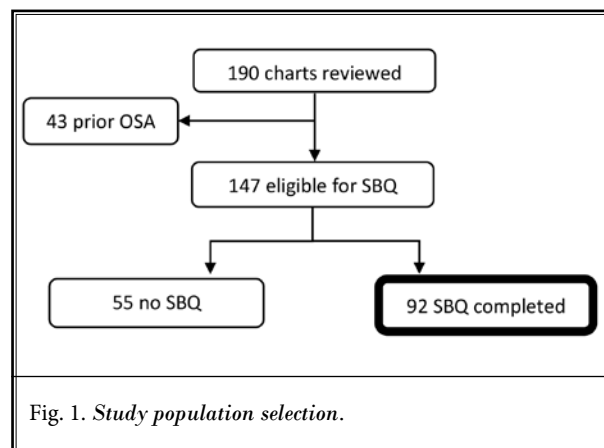 190 charts reviewed
43 prior OSA
147 eligible for SBQ
55 no SBQ
92 SBQ completed
Fig. 1. Study population selection.